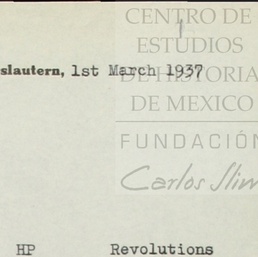 CENTRO DE
ESTUDIOS
DE HISTORIA
DE MEXICO
FUNDACIÓN
Carlos Slim
slautern, 1st March 1937
HP Revolutions